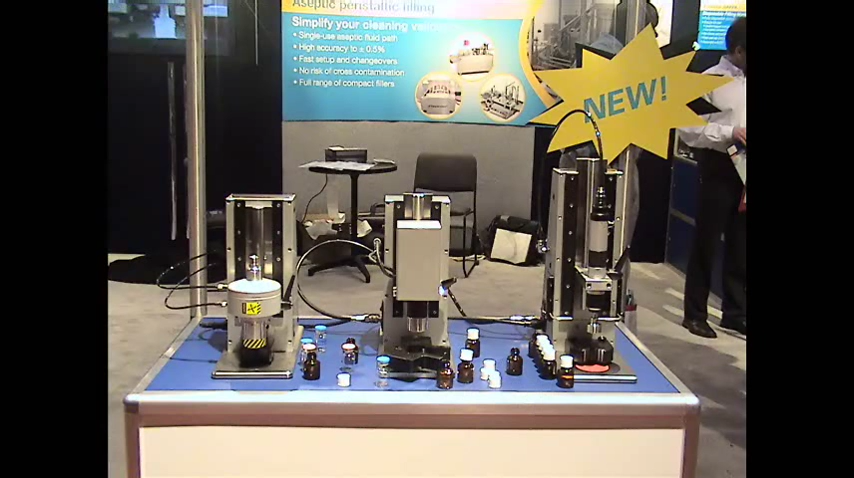 Aseptic peristaltic filling
Simplify your cleaning
• Single-use aseptic fluid path
• High accuracy to ± 0.5%
• Fast setup and changeovers
• No risk of cross contamination
• Full range of compact fillers
NEW!